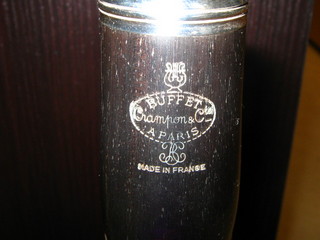 BUFFET
Crampon & Cie
A PARIS
MADE IN FRANCE